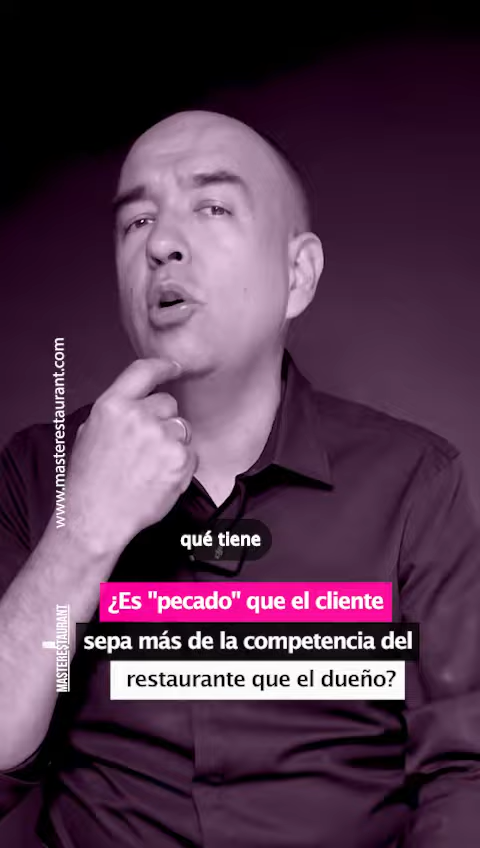 www.masterestaurant.com
MASTERESTAURANT
qué tiene
¿Es "pecado" que el cliente
sepa más de la competencia del
restaurante que el dueño?